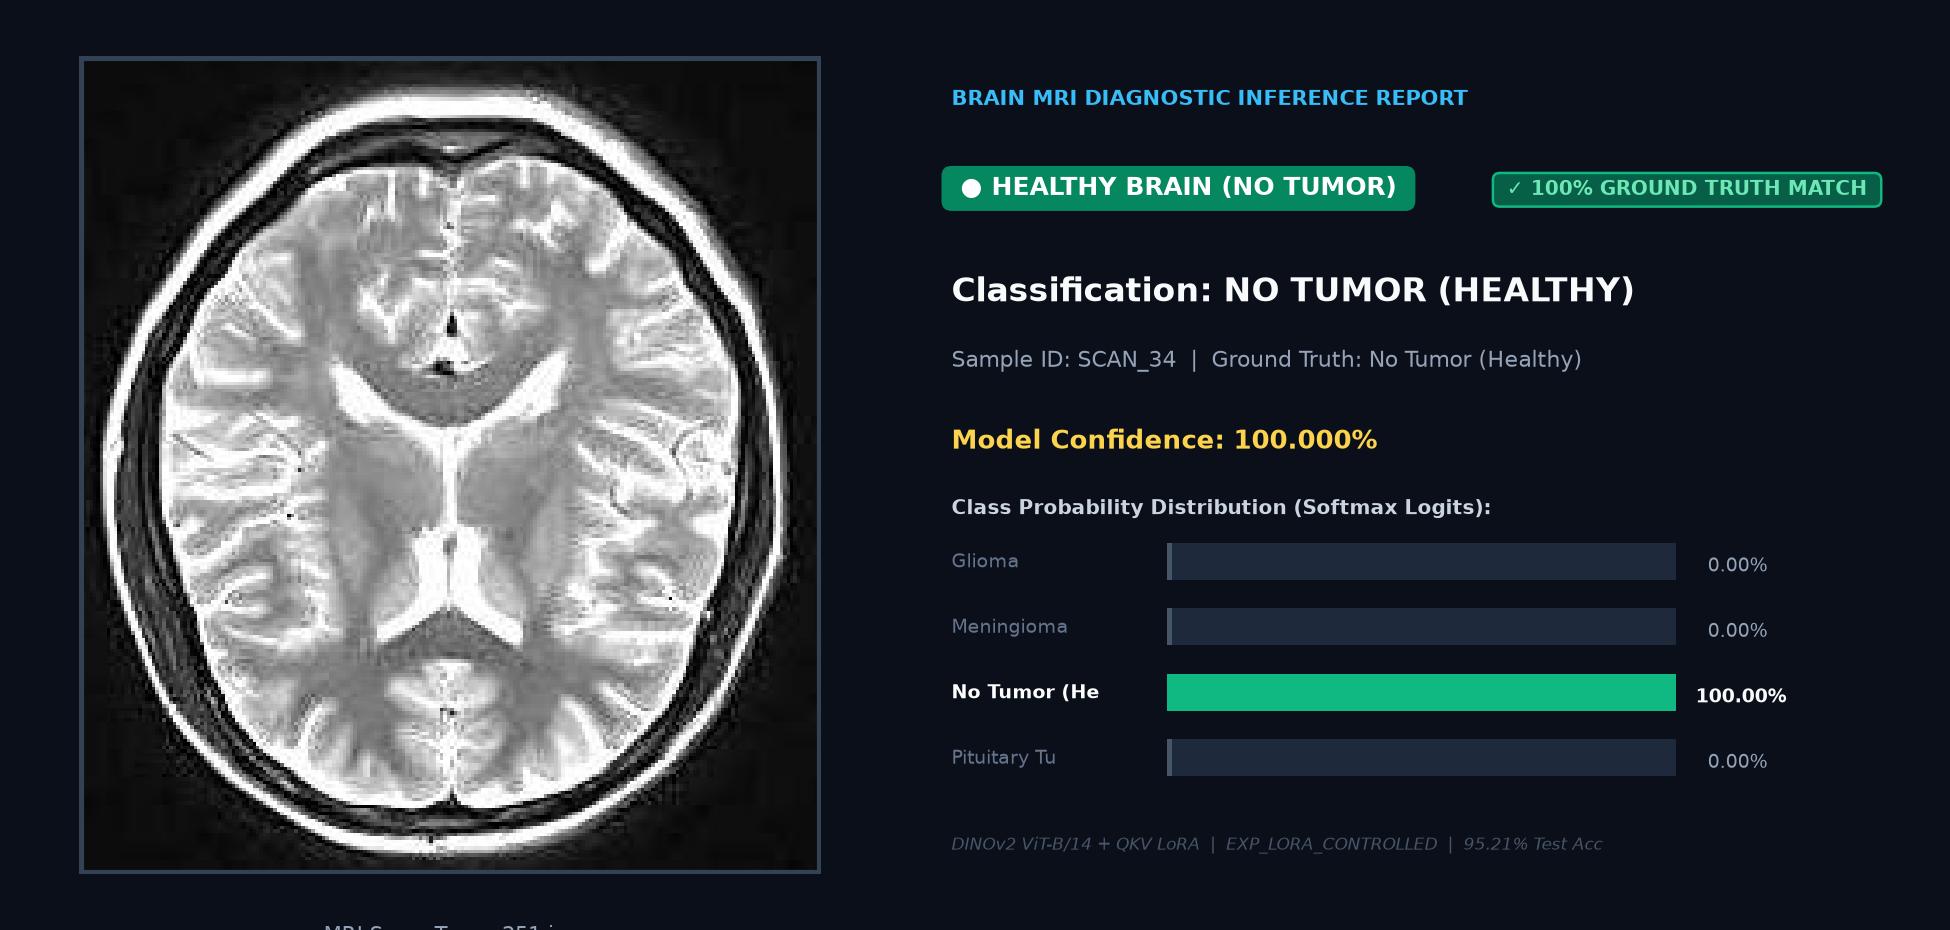 BRAIN MRI DIAGNOSTIC INFERENCE REPORT
● HEALTHY BRAIN (NO TUMOR)
✓ 100% GROUND TRUTH MATCH
Classification: NO TUMOR (HEALTHY)
Sample ID: SCAN_34 | Ground Truth: No Tumor (Healthy)
Model Confidence: 100.000%
Class Probability Distribution (Softmax Logits):
Glioma 0.00%
Meningioma 0.00%
No Tumor (He 100.00%
Pituitary Tu 0.00%
DINOv2 ViT-B/14 + QKV LoRA | EXP_LORA_CONTROLLED | 95.21% Test Acc